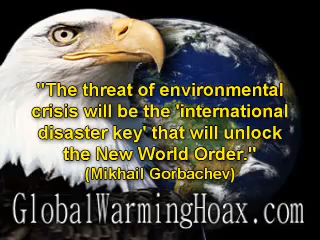 "The threat of environmental
crisis will be the 'international
disaster key' that will unlock
the New World Order."
(Mikhail Gorbachev)
GlobalWarmingHoax.com